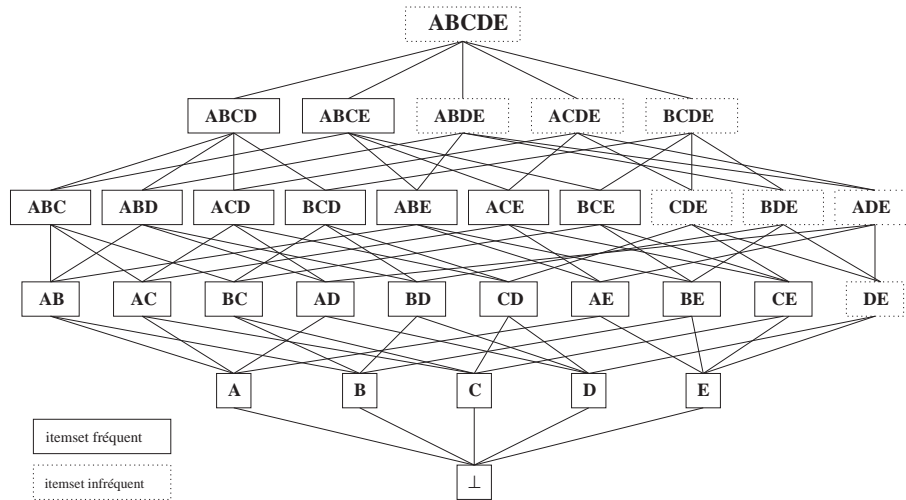 ABCDE
ABCD ABCE ABDE ACDE BCDE
ABC ABD ACD BCD ABE ACE BCE CDE BDE ADE
AB AC BC AD BD CD AE BE CE DE
A B C D E
itemset fréquent
itemset infréquent
⊥